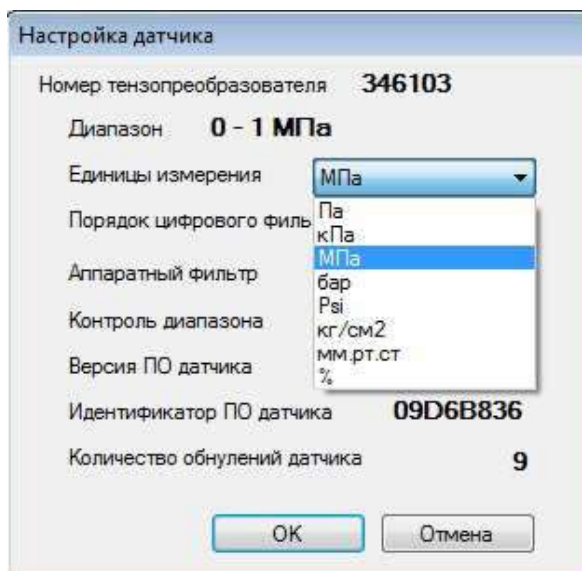 Настройка датчика
Номер тензопреобразователя 346103
Диапазон 0 - 1 МПа
Единицы измерения МПа
Порядок цифрового филь
Па
кПа
МПа
Аппаратный фильтр
бар
Psi
Контроль диапазона
кг/см2
мм.рт.ст
Версия ПО датчика
%
Идентификатор ПО датчика 09D6B836
Количество обнулений датчика 9
OK Отмена